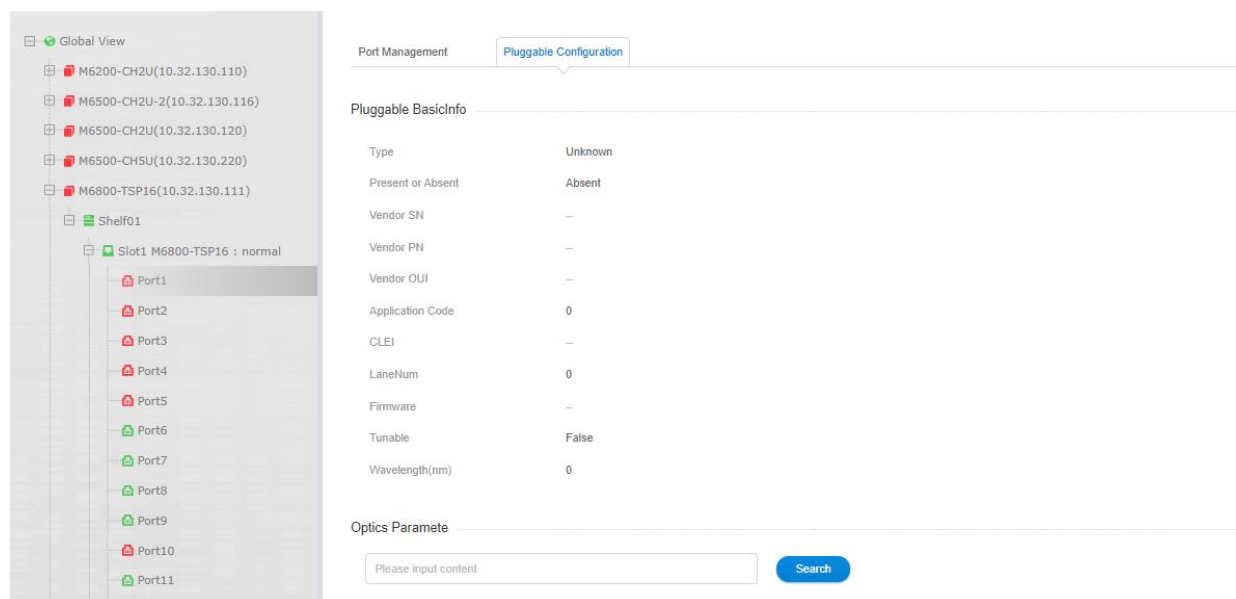 Global View
M6200-CH2U(10.32.130.110)
M6500-CH2U-2(10.32.130.116)
M6500-CH2U(10.32.130.120)
M6500-CH5U(10.32.130.220)
M6800-TSP16(10.32.130.111)
Shelf01
Slot1 M6800-TSP16 : normal
Port1
Port2
Port3
Port4
Port5
Port6
Port7
Port8
Port9
Port10
Port11
Port Management
Pluggable Configuration
Pluggable BasicInfo
Type Unknown
Present or Absent Absent
Vendor SN --
Vendor PN --
Vendor OUI --
Application Code 0
CLEI --
LaneNum 0
Firmware --
Tunable False
Wavelength(nm) 0
Optics Paramete
Please input content
Search